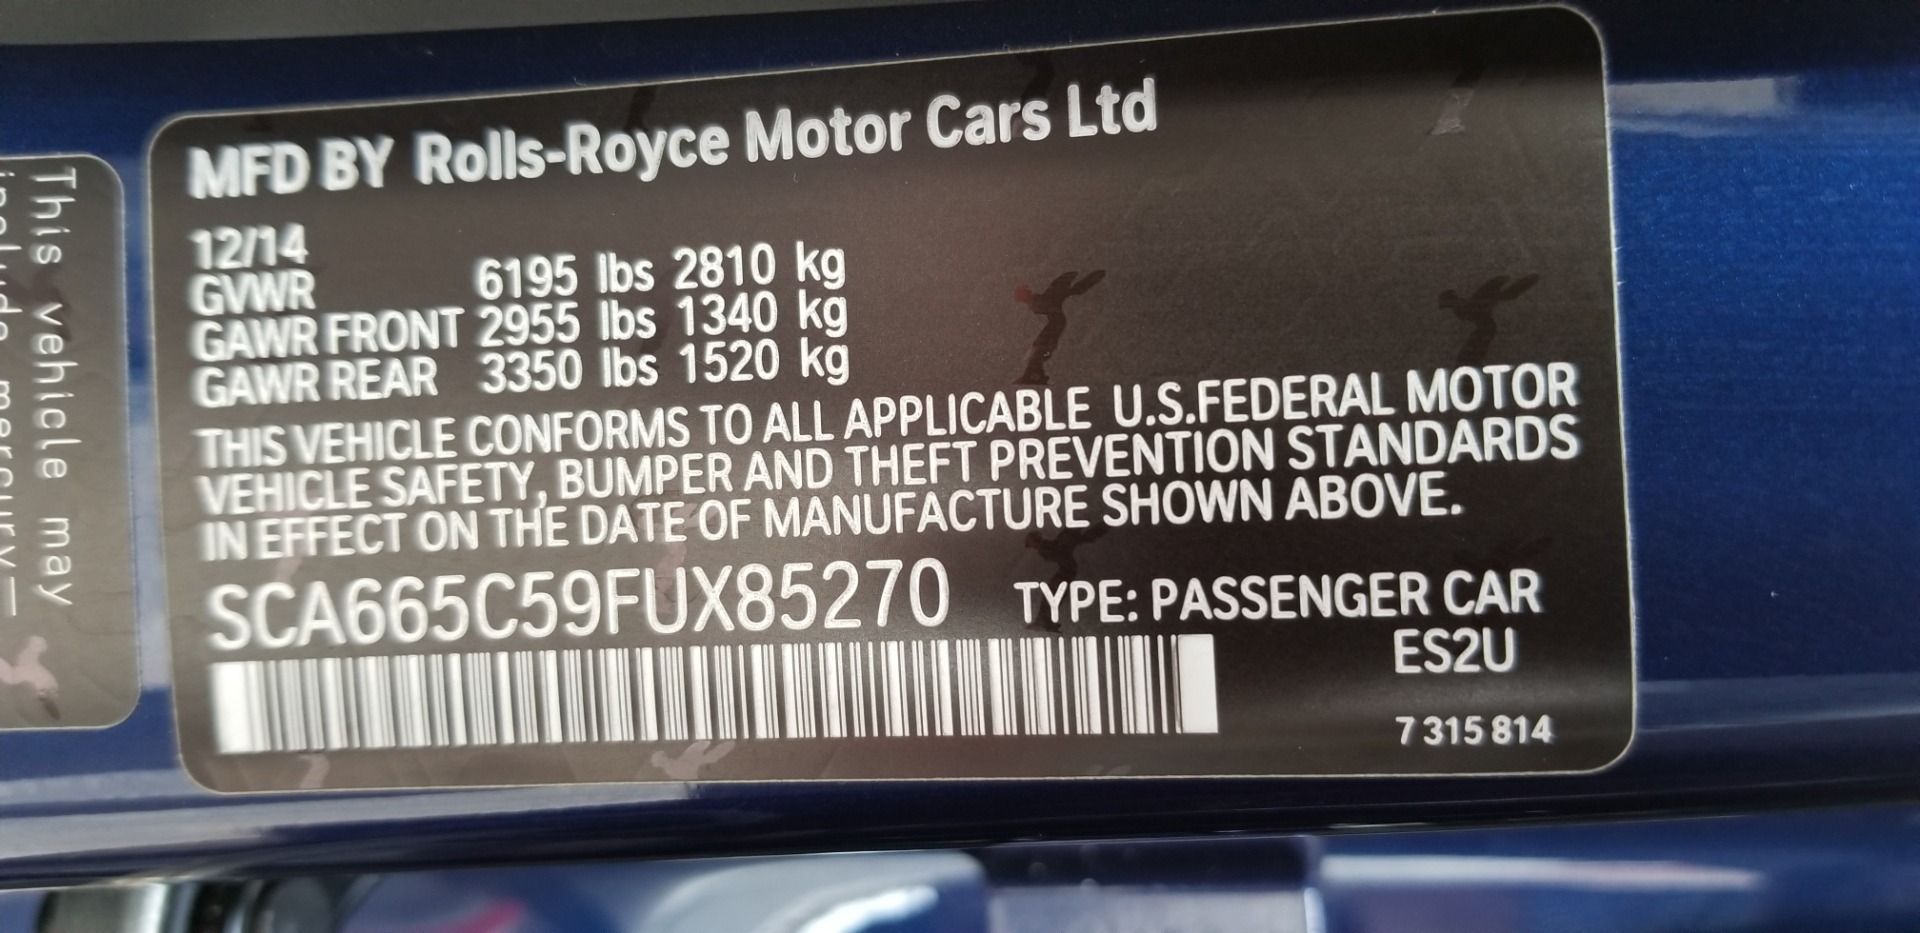 MFD BY Rolls-Royce Motor Cars Ltd
12/14
GVWR 6195 lbs 2810 kg
GAWR FRONT 2955 lbs 1340 kg
GAWR REAR 3350 lbs 1520 kg
THIS VEHICLE CONFORMS TO ALL APPLICABLE U.S.FEDERAL MOTOR
VEHICLE SAFETY, BUMPER AND THEFT PREVENTION STANDARDS
IN EFFECT ON THE DATE OF MANUFACTURE SHOWN ABOVE.
SCA665C59FUX85270 TYPE: PASSENGER CAR
ES2U
7 315 814
This vehicle may